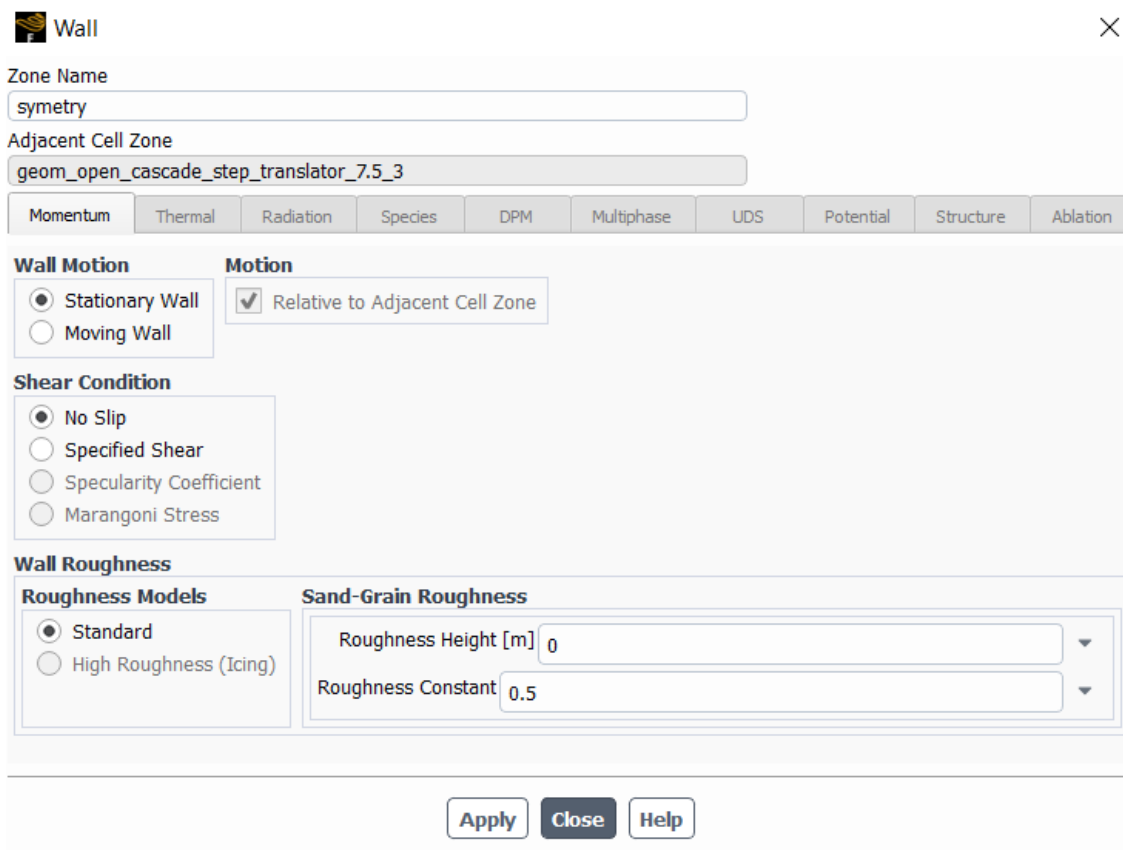 Wall
Zone Name
symetry
Adjacent Cell Zone
geom_open_cascade_step_translator_7.5_3
Momentum Thermal Radiation Species DPM Multiphase UDS Potential Structure Ablation
Wall Motion Motion
Stationary Wall Relative to Adjacent Cell Zone
Moving Wall
Shear Condition
No Slip
Specified Shear
Specularity Coefficient
Marangoni Stress
Wall Roughness
Roughness Models Sand-Grain Roughness
Standard Roughness Height [m] 0
High Roughness (Icing) Roughness Constant 0.5
Apply Close Help